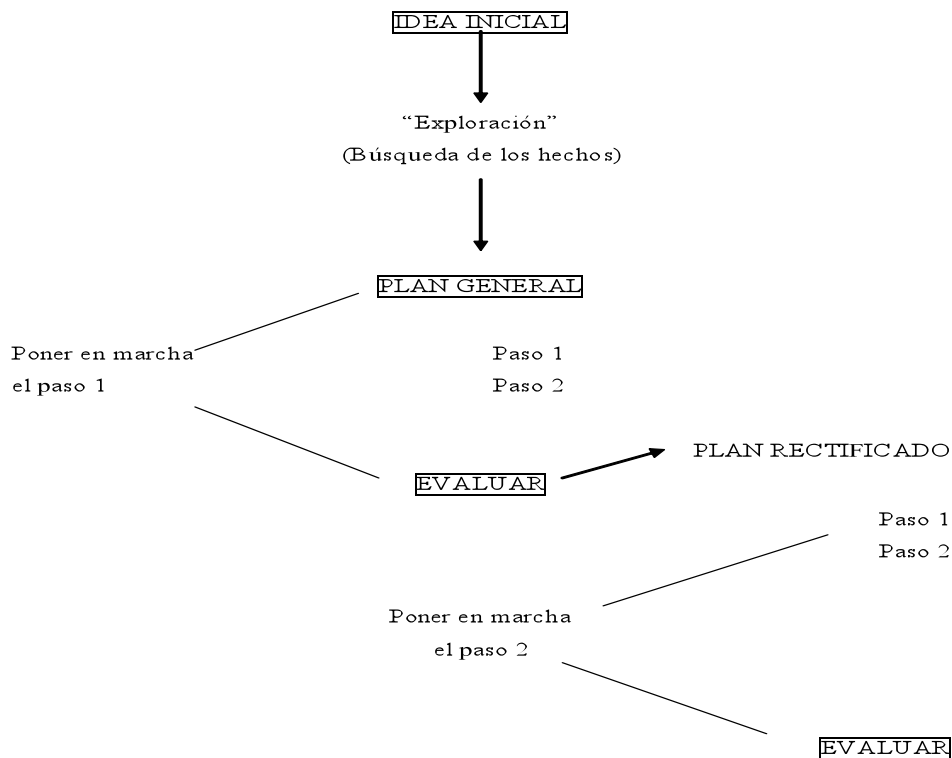 IDEA INICIAL
“Exploración”
(Búsqueda de los hechos)
PLAN GENERAL
Poner en marcha
el paso 1
Paso 1
Paso 2
EVALUAR
PLAN RECTIFICADO
Paso 1
Paso 2
Poner en marcha
el paso 2
EVALUAR